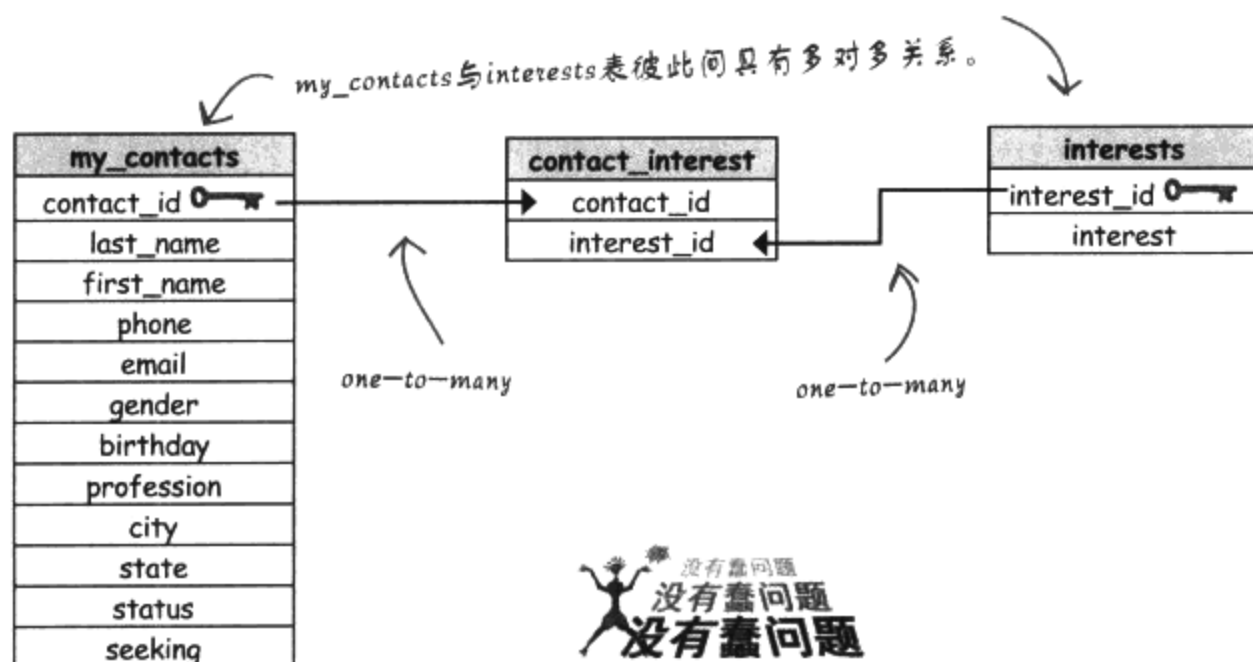 my_contacts与interests表彼此间具有多对多关系。
my_contacts
contact_id
last_name
first_name
phone
email
gender
birthday
profession
city
state
status
seeking
one-to-many
contact_interest
contact_id
interest_id
one-to-many
interests
interest_id
interest
没有蠢问题
没有蠢问题
没有蠢问题